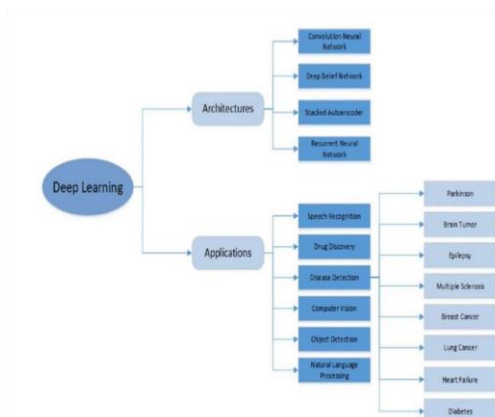 Convolution Neural
Network
Deep Belief Network
Architectures
Stacked Autoencoder
Recurrent Neural
Network
Deep Learning
Speech Recognition
Drug Discovery
Applications
Disease Detection
Computer Vision
Object Detection
Natural Language
Processing
Parkinson
Brain Tumor
Epilepsy
Multiple Sclerosis
Breast Cancer
Lung Cancer
Heart Failure
Diabetes